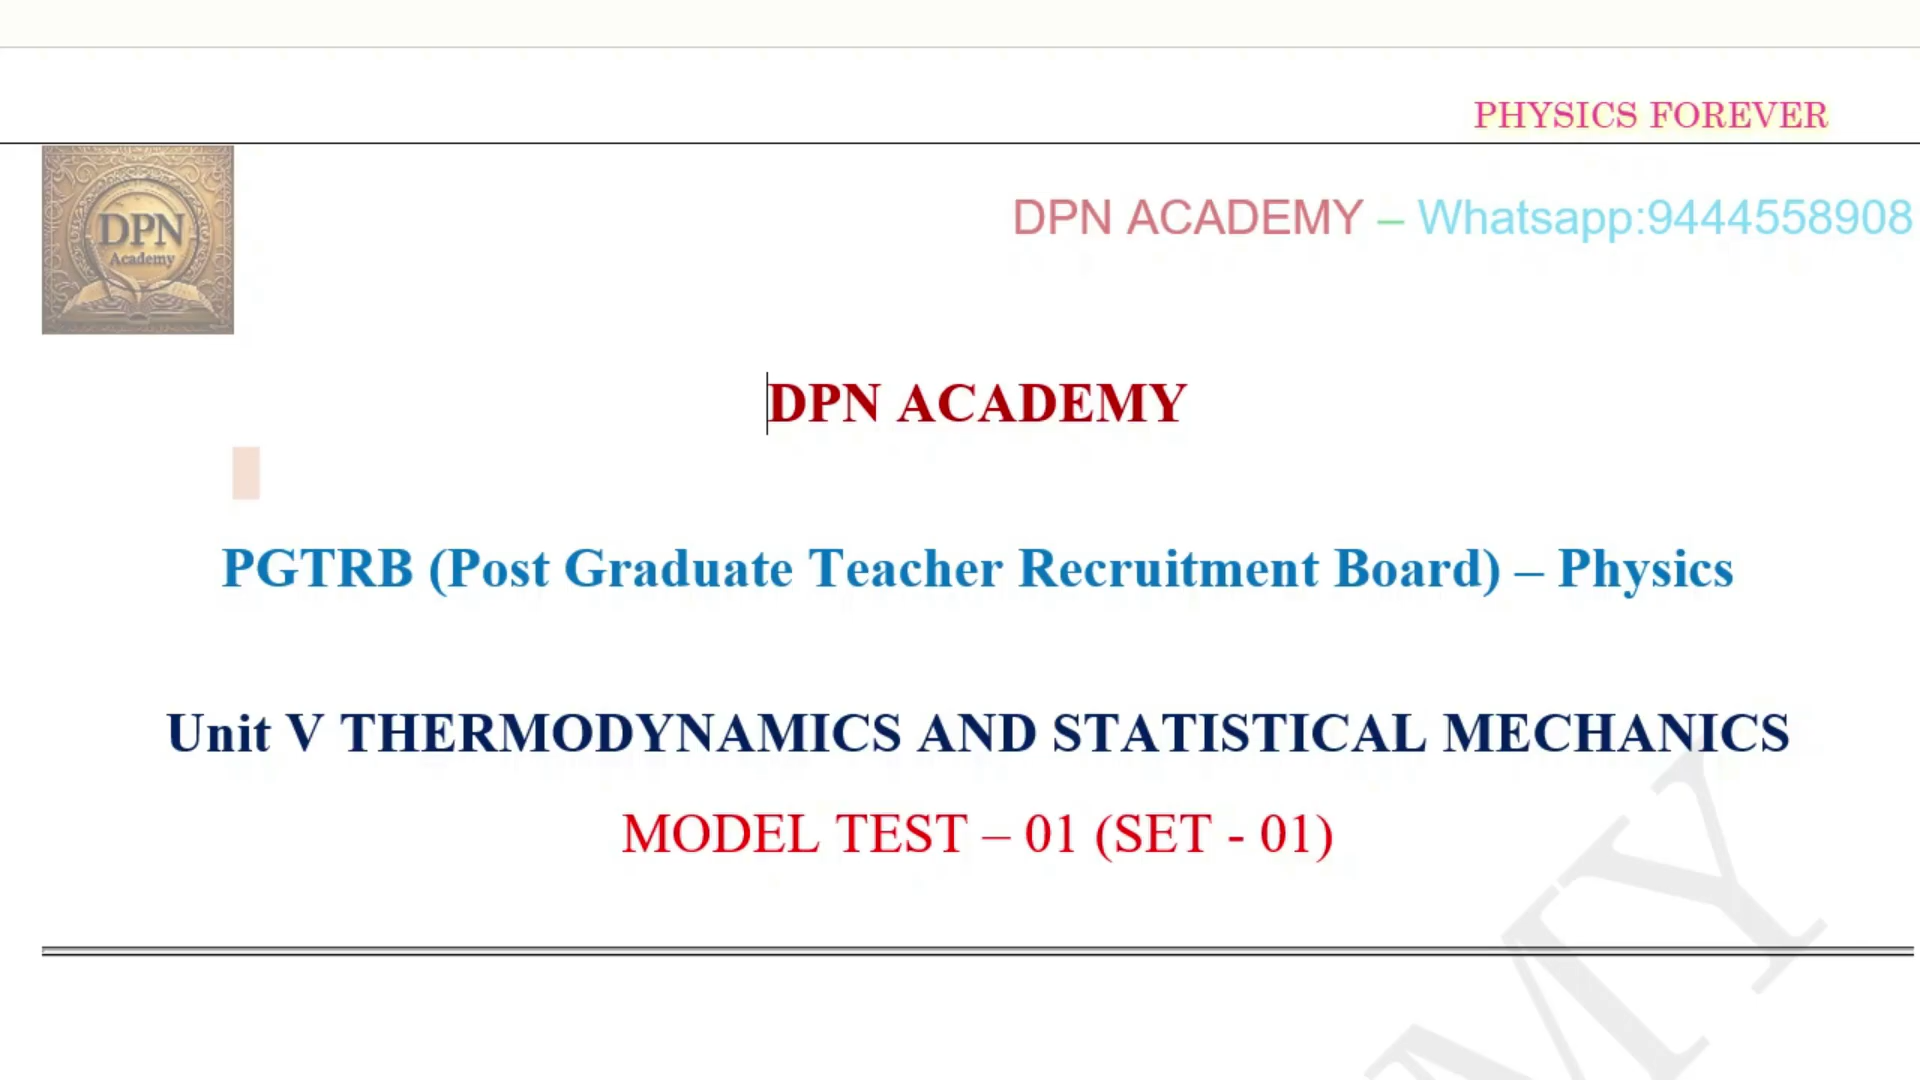 PHYSICS FOREVER
DPN
Academy
DPN ACADEMY – Whatsapp:9444558908
DPN ACADEMY
PGTRB (Post Graduate Teacher Recruitment Board) – Physics
Unit V THERMODYNAMICS AND STATISTICAL MECHANICS
MODEL TEST – 01 (SET - 01)
MY